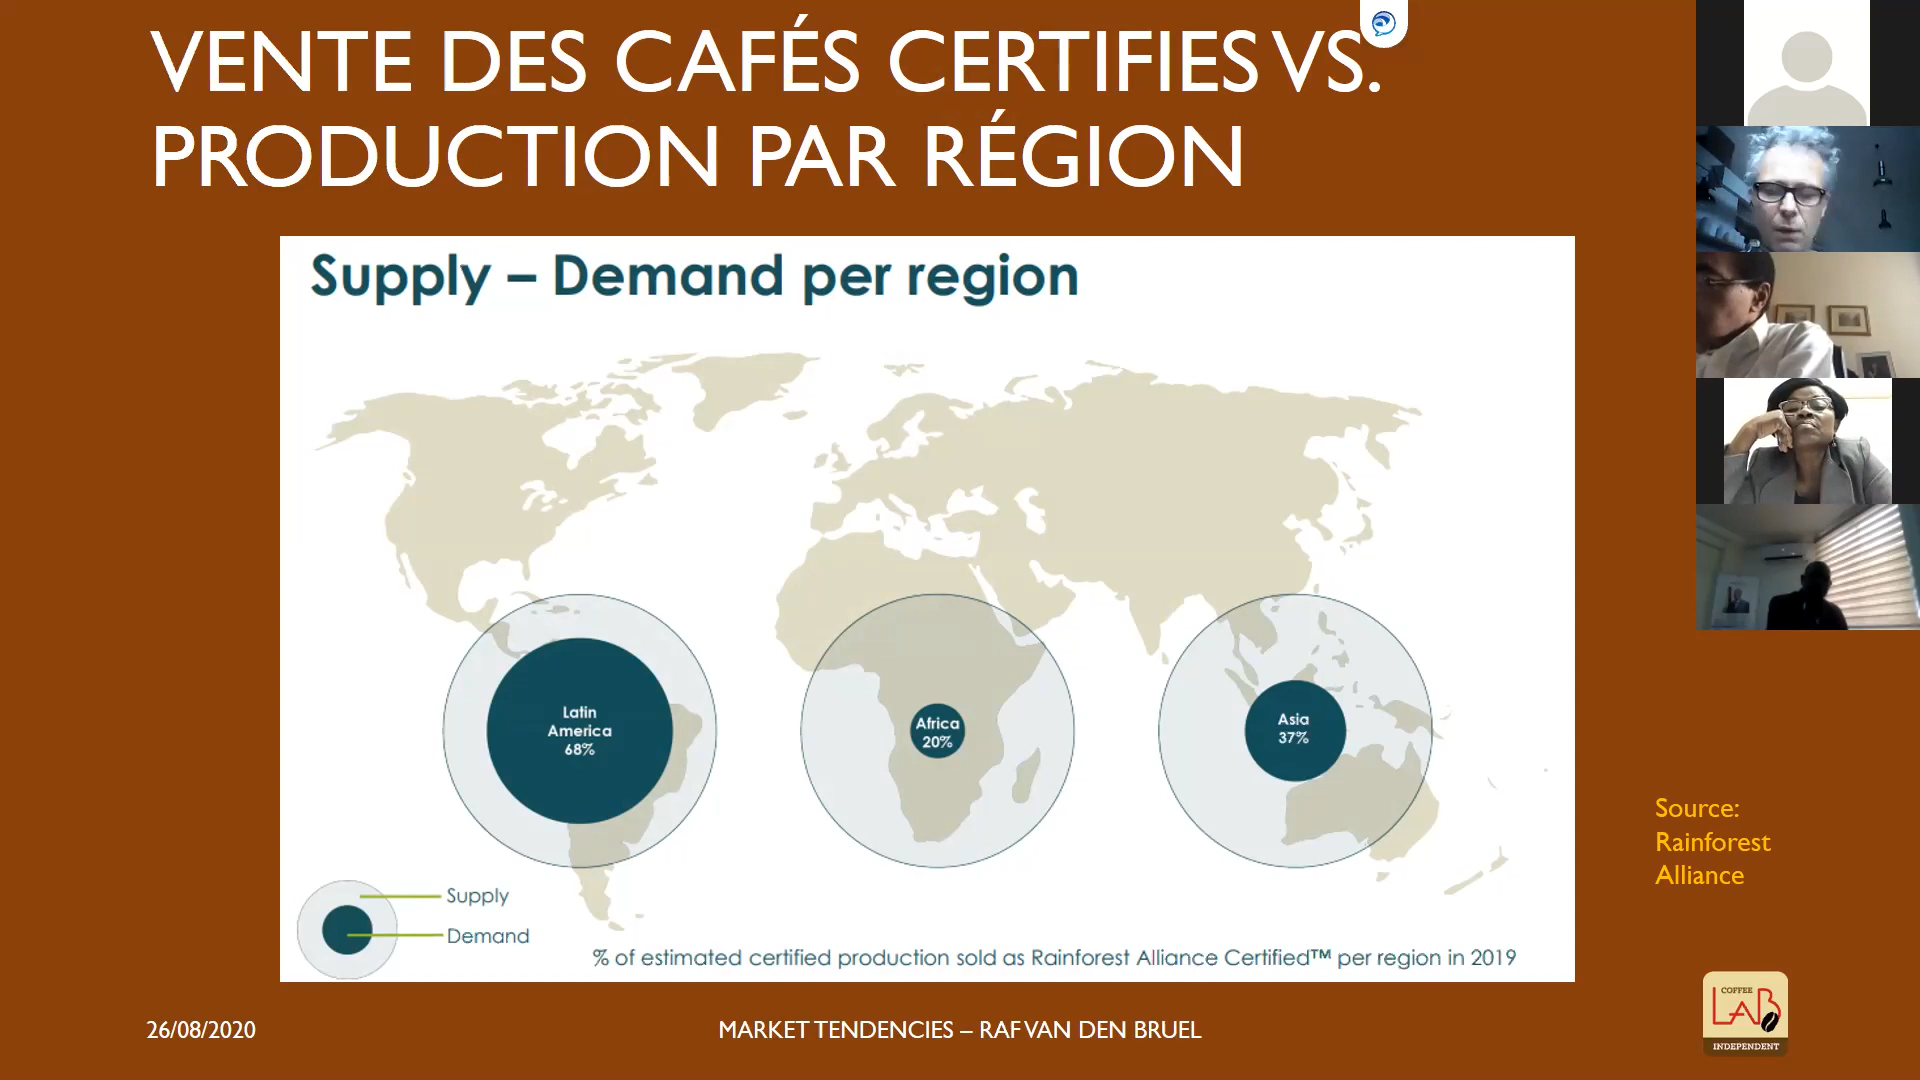 VENTE DES CAFÉS CERTIFIES VS.
PRODUCTION PAR RÉGION
Supply – Demand per region
Latin
America
68%
Africa
20%
Asia
37%
Supply
Demand
% of estimated certified production sold as Rainforest Alliance Certified™ per region in 2019
Source:
Rainforest
Alliance
26/08/2020
MARKET TENDENCIES – RAF VAN DEN BRUEL
COFFEE
LAB
INDEPENDENT